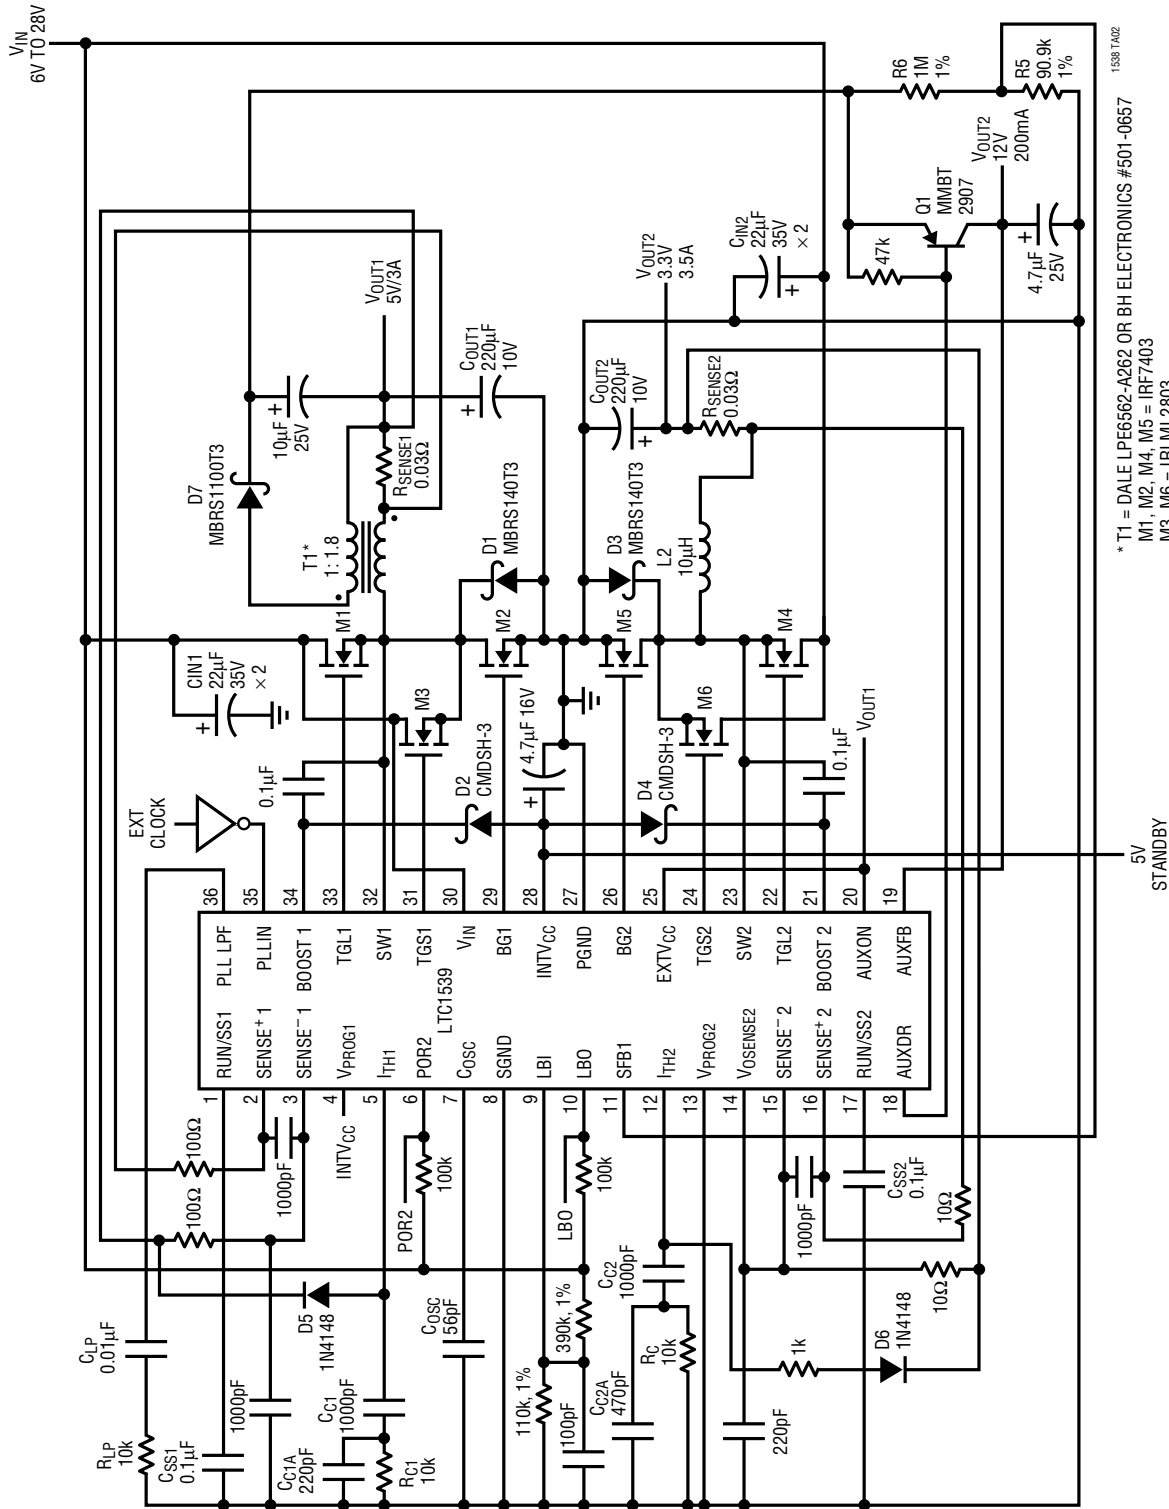 VIN
6V TO 28V
CIN1
22µF
35V
× 2
EXT
CLOCK
0.1µF
M1
M3
D7
MBRS1100T3
T1*
1: 1.8
10µF
25V
RSENSE1
0.03Ω
VOUT1
5V/3A
COUT1
220µF
10V
D1
MBRS140T3
M2
D2
CMDSH-3
4.7µF 16V
D4
CMDSH-3
M5
D3
MBRS140T3
L2
10µH
COUT2
220µF
10V
RSENSE2
0.03Ω
VOUT2
3.3V
3.5A
CIN2
22µF
35V
× 2
M6
M4
VOUT1
0.1µF
5V
STANDBY
47k
Q1
MMBT
2907
4.7µF
25V
VOUT2
12V
200mA
R6
1M
1%
R5
90.9k
1%
1538 TA02
* T1 = DALE LPE6562-A262 OR BH ELECTRONICS #501-0657
M1, M2, M4, M5 = IRF7403
M3, M6 = IRLML2803
LTC1539
1 RUN/SS1
2 SENSE+ 1
3 SENSE– 1
4 VPROG1
5 ITH1
6 POR2
7 COSC
8 SGND
9 LBI
10 LBO
11 SFB1
12 ITH2
13 VPROG2
14 VOSENSE2
15 SENSE– 2
16 SENSE+ 2
17 RUN/SS2
18 AUXDR
36 PLL LPF
35 PLLIN
34 BOOST 1
33 TGL1
32 SW1
31 TGS1
30 VIN
29 BG1
28 INTVCC
27 PGND
26 BG2
25 EXTVCC
24 TGS2
23 SW2
22 TGL2
21 BOOST 2
20 AUXON
19 AUXFB
100Ω
100Ω
1000pF
INTVCC
POR2
100k
LBO
100k
CLP
0.01µF
RLP
10k
CSS1
0.1µF
1000pF
D5
1N4148
CC1
1000pF
CC1A
220pF
RC1
10k
COSC
56pF
390k, 1%
110k, 1%
100pF
CC2
1000pF
CC2A
470pF
RC
10k
1k
D6
1N4148
220pF
1000pF
CSS2
0.1µF
10Ω
10Ω